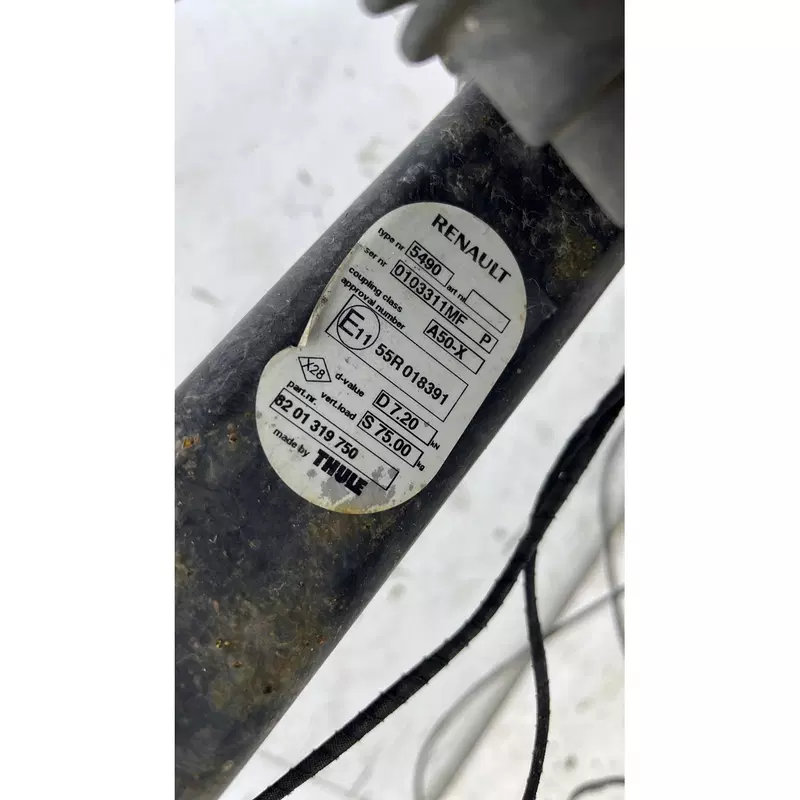 RENAULT
type nr 5490 art nr.
ser nr 0103311MF P
coupling class A50-X
approval number
E11 55R 018391
X28 d-value D 7.20 kN
vert.load S 75.00 kg
part.nr. 82 01 319 750
made by THULE